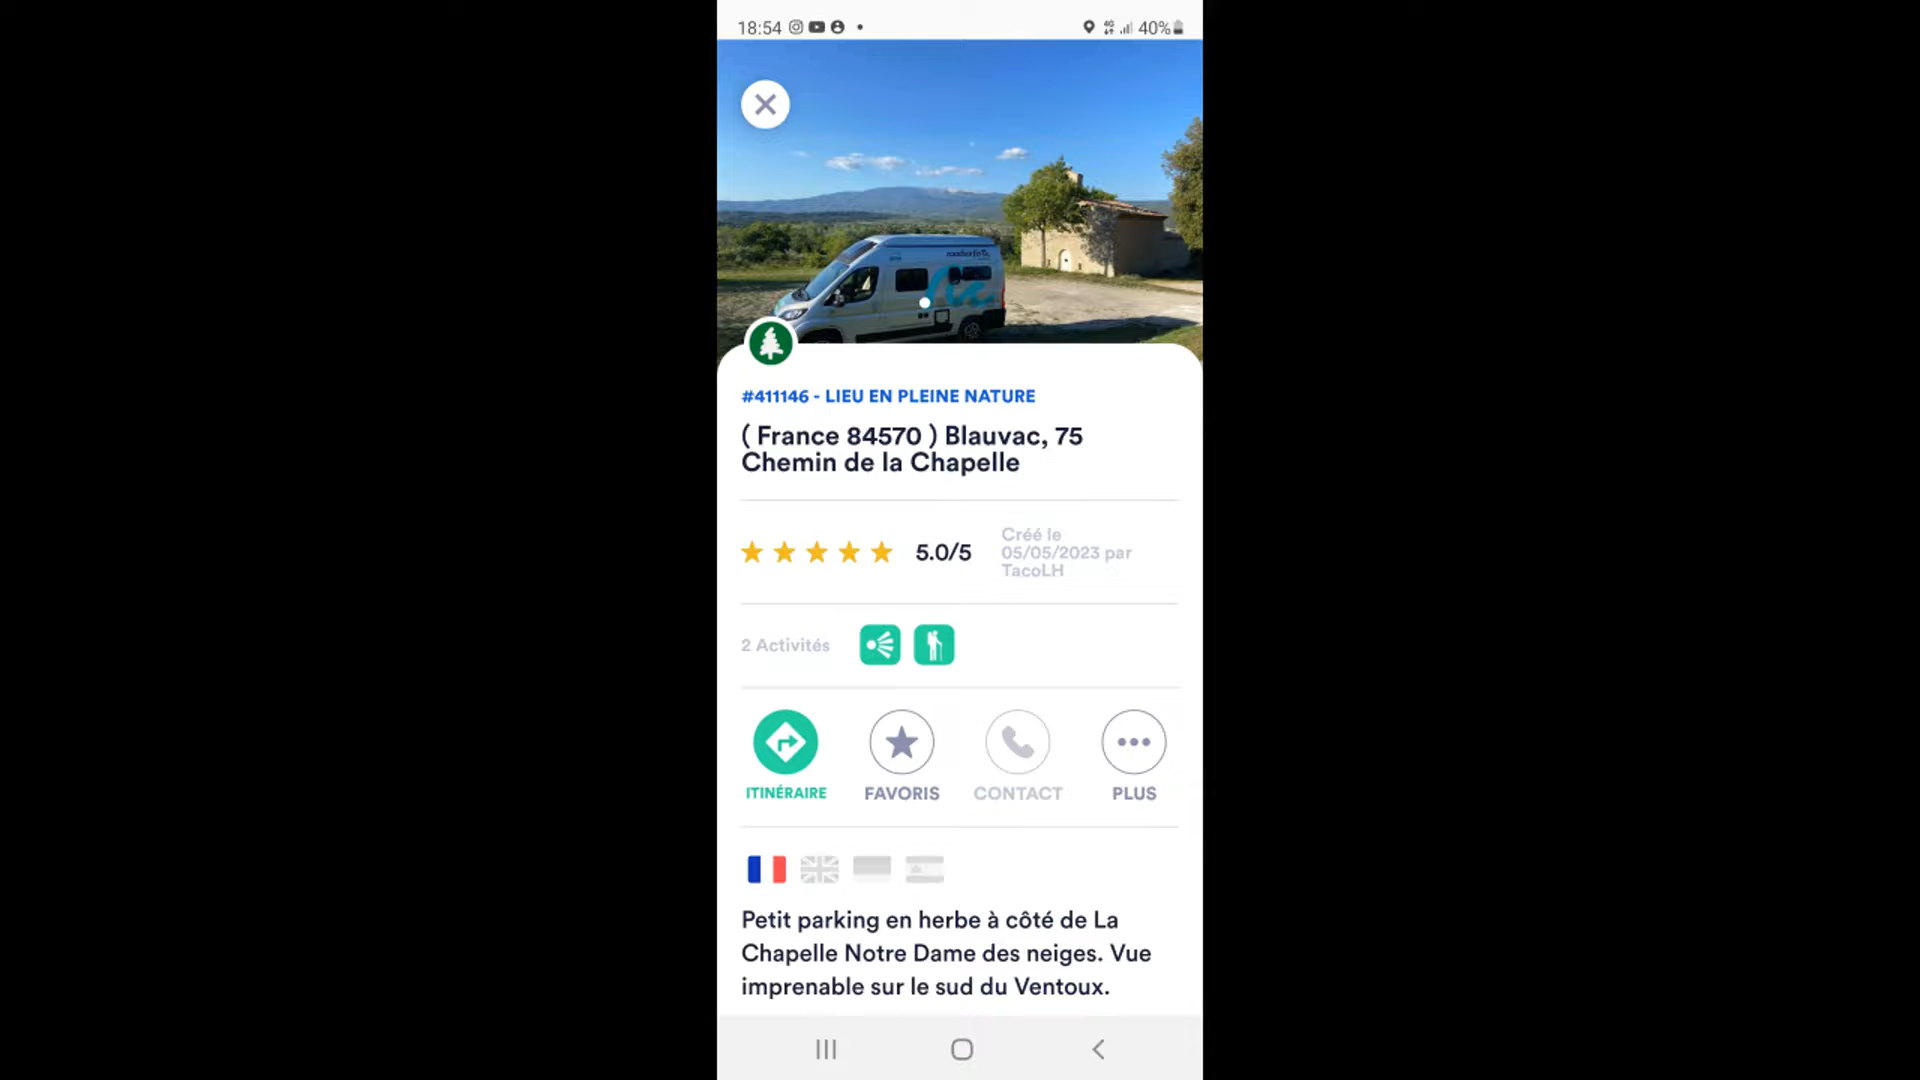 18:54
4G
40%
#411146 - LIEU EN PLEINE NATURE
( France 84570 ) Blauvac, 75
Chemin de la Chapelle
5.0/5
Créé le
05/05/2023 par
TacoLH
2 Activités
ITINÉRAIRE
FAVORIS
CONTACT
PLUS
Petit parking en herbe à côté de La
Chapelle Notre Dame des neiges. Vue
imprenable sur le sud du Ventoux.